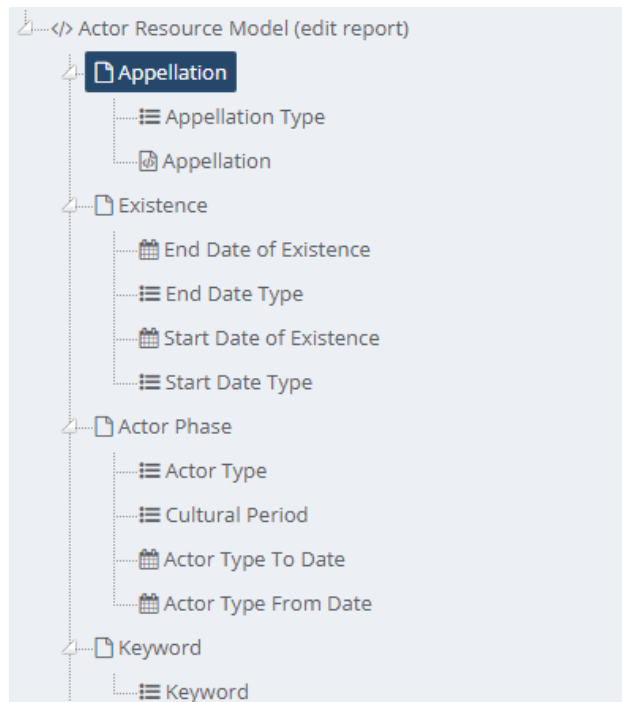 Actor Resource Model (edit report)
Appellation
Appellation Type
Appellation
Existence
End Date of Existence
End Date Type
Start Date of Existence
Start Date Type
Actor Phase
Actor Type
Cultural Period
Actor Type To Date
Actor Type From Date
Keyword
Keyword